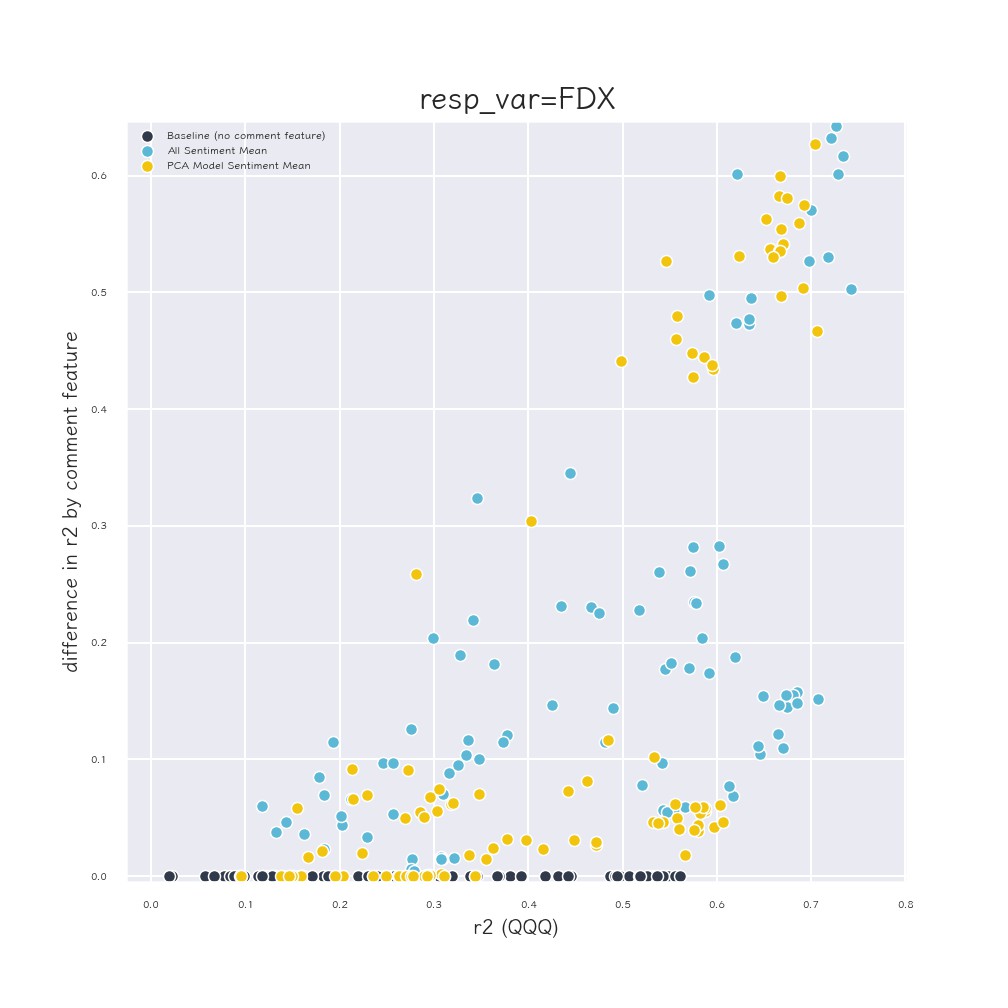 resp_var=FDX
Baseline (no comment feature)
All Sentiment Mean
PCA Model Sentiment Mean
difference in r2 by comment feature
0.6
0.5
0.4
0.3
0.2
0.1
0.0
0.0 0.1 0.2 0.3 0.4 0.5 0.6 0.7 0.8
r2 (QQQ)